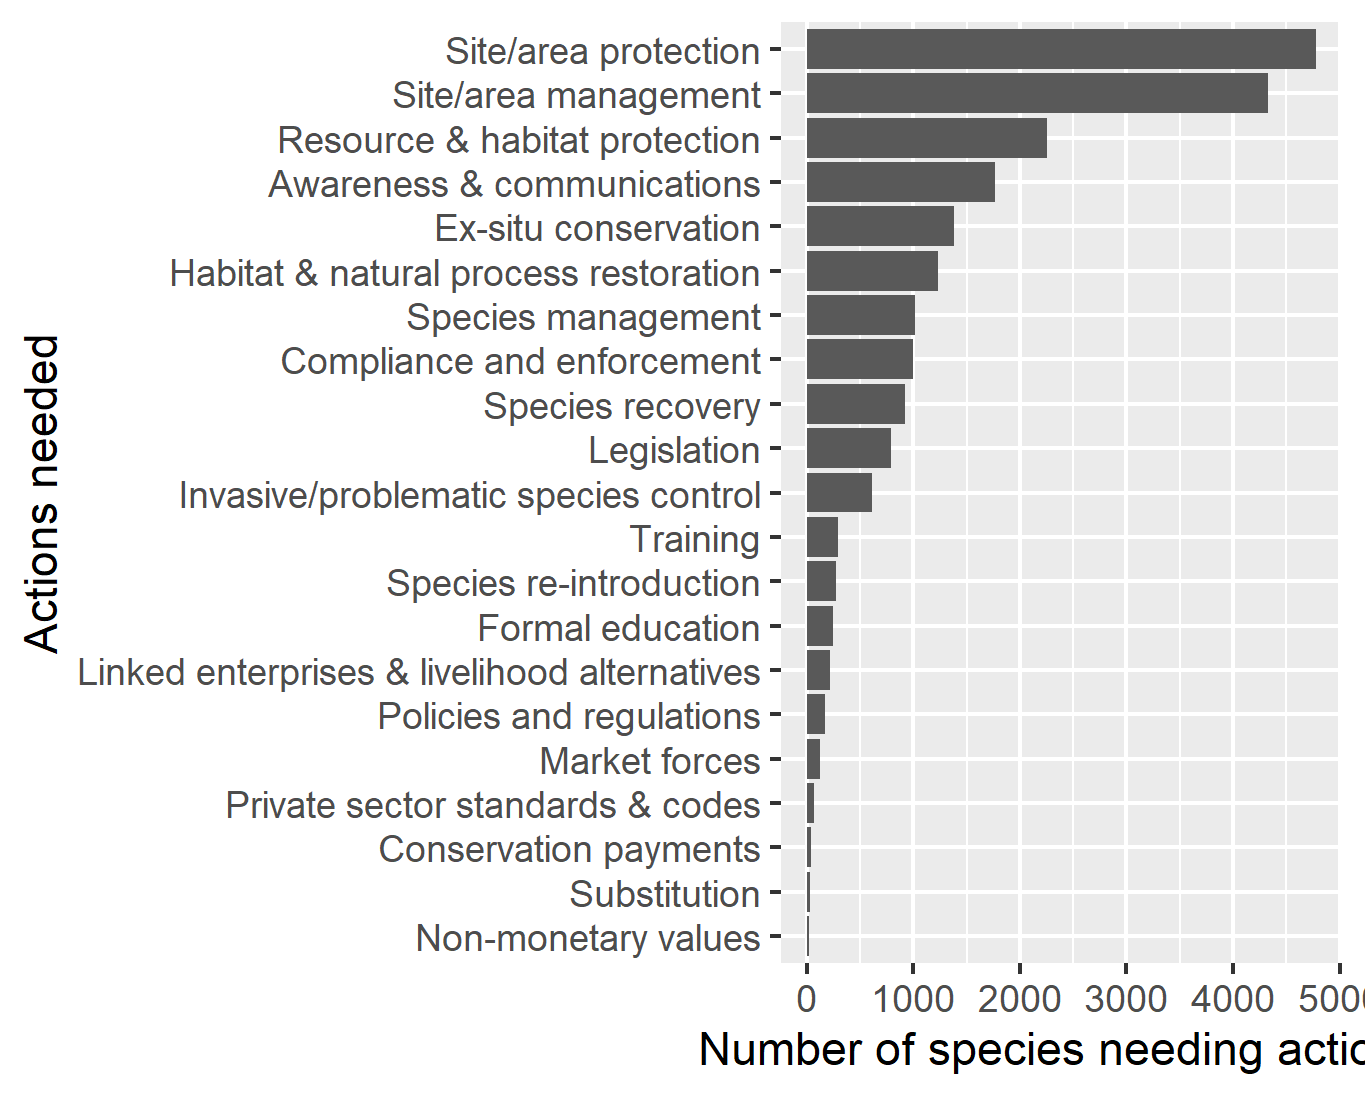 Site/area protection
Site/area management
Resource & habitat protection
Awareness & communications
Ex-situ conservation
Habitat & natural process restoration
Species management
Compliance and enforcement
Species recovery
Legislation
Invasive/problematic species control
Training
Species re-introduction
Formal education
Linked enterprises & livelihood alternatives
Policies and regulations
Market forces
Private sector standards & codes
Conservation payments
Substitution
Non-monetary values
Actions needed
0 1000 2000 3000 4000 5000
Number of species needing actio